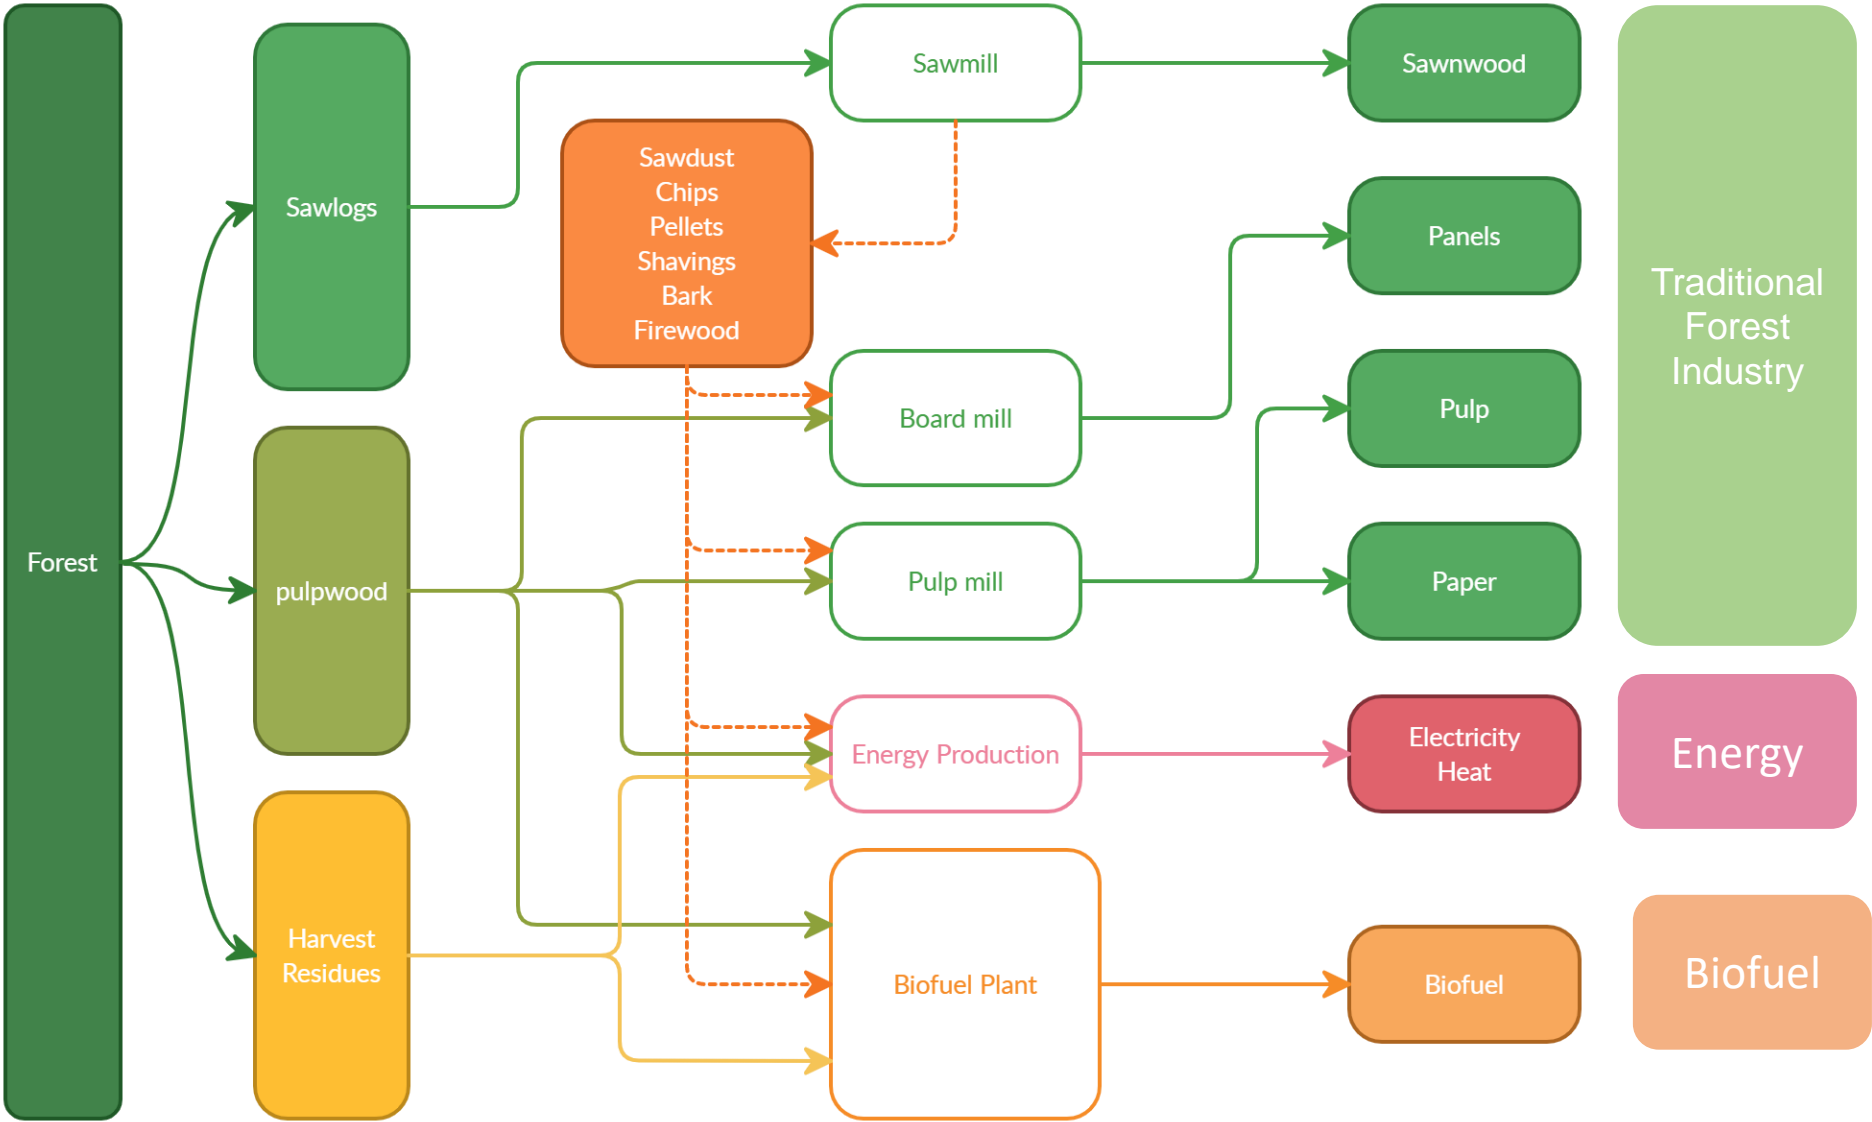 Forest
Sawlogs
pulpwood
Harvest
Residues
Sawdust
Chips
Pellets
Shavings
Bark
Firewood
Sawmill
Board mill
Pulp mill
Energy Production
Biofuel Plant
Sawnwood
Panels
Pulp
Paper
Electricity
Heat
Biofuel
Traditional
Forest
Industry
Energy
Biofuel